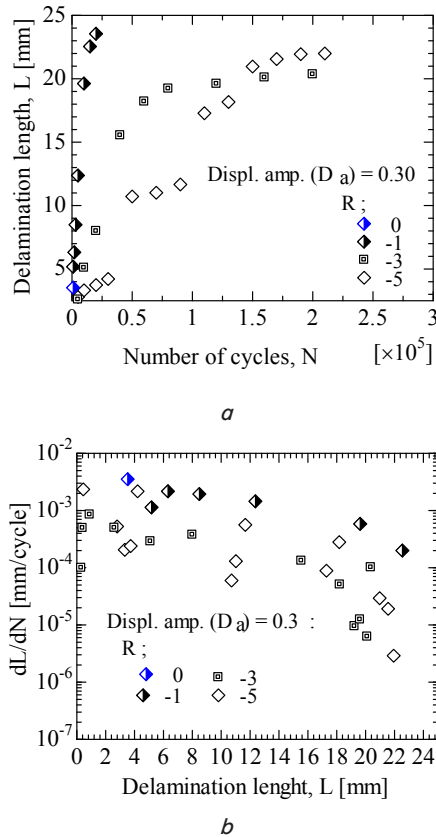 25
20
15
10
5
Delamination length, L [mm]
Displ. amp. (D a) = 0.30
R ;
0
-1
-3
-5
0 0.5 1 1.5 2 2.5 3
Number of cycles, N [×10⁵]
a
10⁻²
10⁻³
10⁻⁴
10⁻⁵
10⁻⁶
10⁻⁷
dL/dN [mm/cycle]
Displ. amp. (D a) = 0.3 :
R ;
0 -3
-1 -5
0 2 4 6 8 10 12 14 16 18 20 22 24
Delamination lenght, L [mm]
b